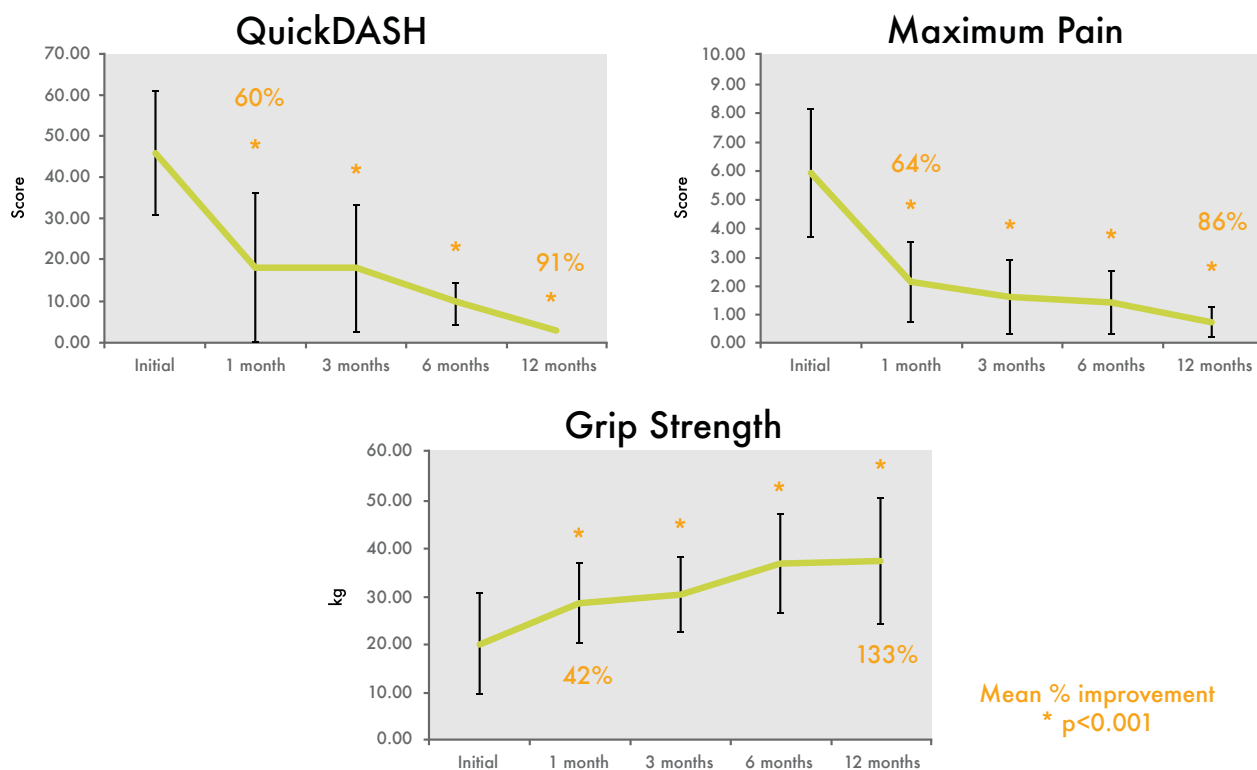 QuickDASH
70.00
60.00
50.00
40.00
30.00
20.00
10.00
0.00
Score
60%
*
*
*
91%
*
Initial
1 month
3 months
6 months
12 months
Maximum Pain
10.00
9.00
8.00
7.00
6.00
5.00
4.00
3.00
2.00
1.00
0.00
Score
64%
*
*
*
86%
*
Initial
1 month
3 months
6 months
12 months
Grip Strength
60.00
50.00
40.00
30.00
20.00
10.00
0.00
kg
*
*
*
*
42%
133%
Initial
1 month
3 months
6 months
12 months
Mean % improvement
* p<0.001